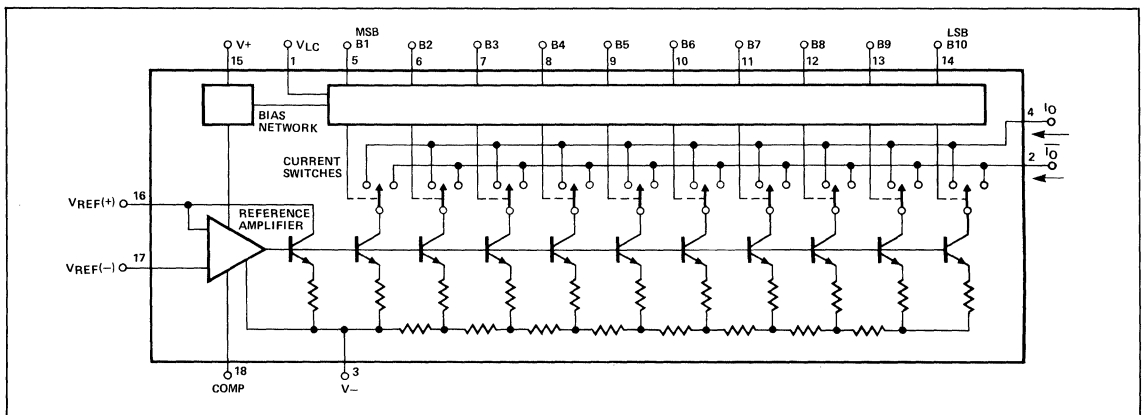 MSB LSB
V+ VLC B1 B2 B3 B4 B5 B6 B7 B8 B9 B10
15 1 5 6 7 8 9 10 11 12 13 14
BIAS
NETWORK
4 IO
CURRENT
SWITCHES
2 I̅O̅
VREF(+) 16
REFERENCE
AMPLIFIER
VREF(−) 17
18 3
COMP V−